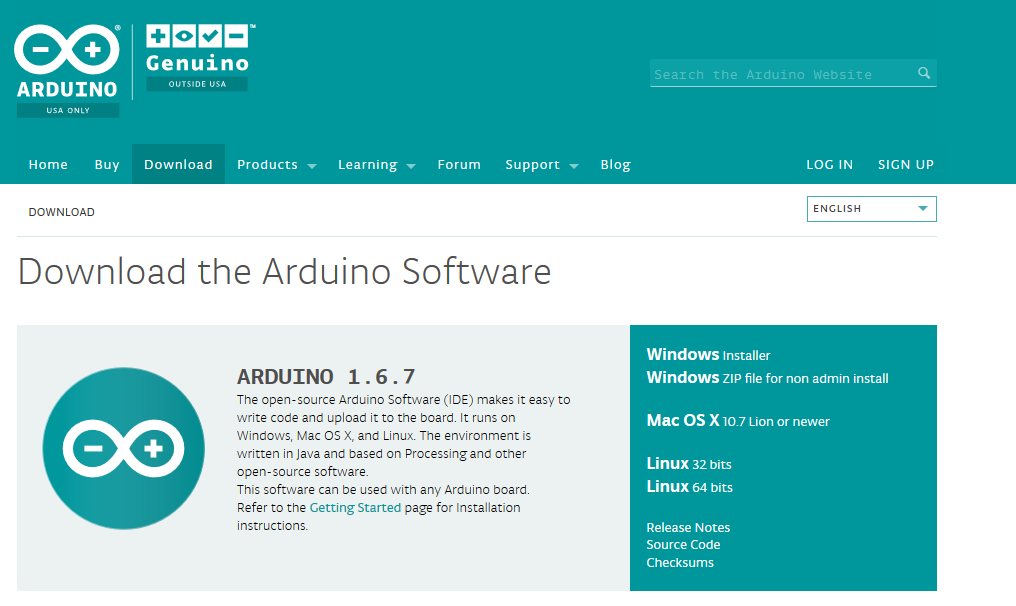 ARDUINO
USA ONLY
Genuino
OUTSIDE USA
Search the Arduino Website
Home Buy Download Products Learning Forum Support Blog LOG IN SIGN UP
DOWNLOAD
ENGLISH
Download the Arduino Software
ARDUINO 1.6.7
The open-source Arduino Software (IDE) makes it easy to
write code and upload it to the board. It runs on
Windows, Mac OS X, and Linux. The environment is
written in Java and based on Processing and other
open-source software.
This software can be used with any Arduino board.
Refer to the Getting Started page for Installation
instructions.
Windows Installer
Windows ZIP file for non admin install
Mac OS X 10.7 Lion or newer
Linux 32 bits
Linux 64 bits
Release Notes
Source Code
Checksums